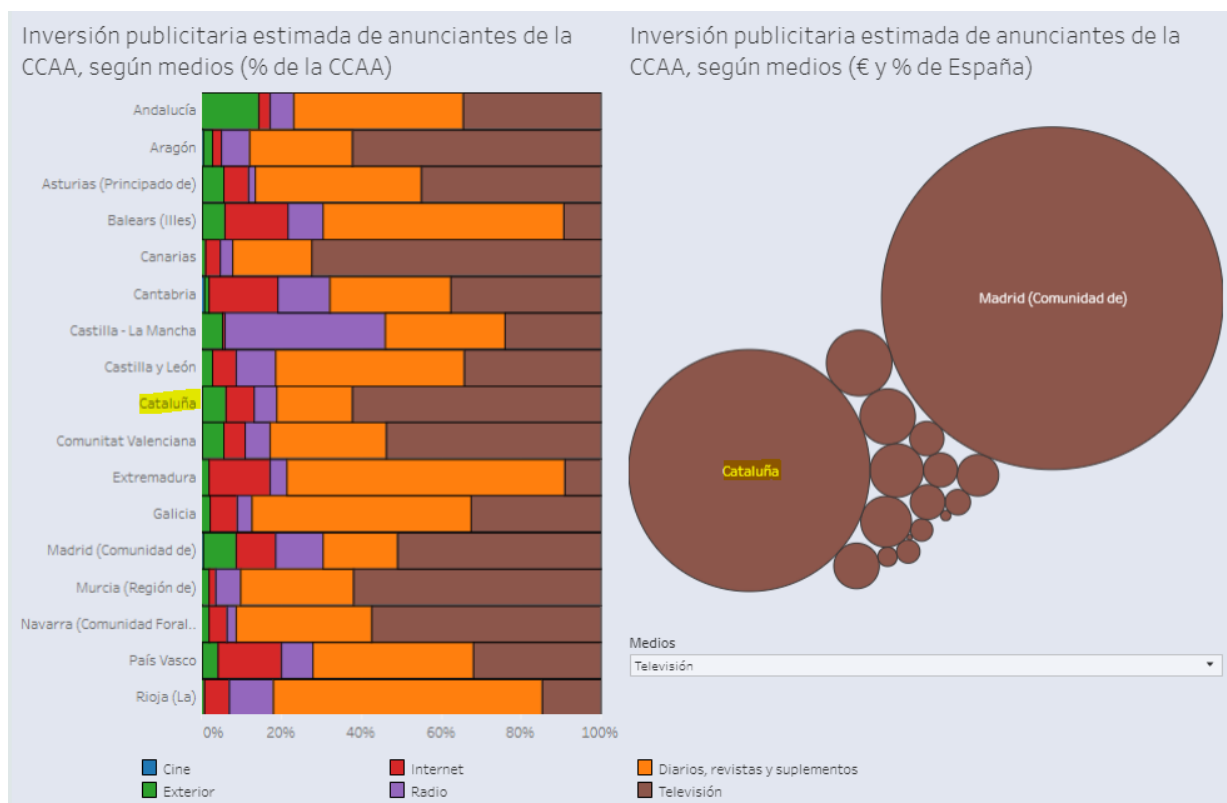 Inversión publicitaria estimada de anunciantes de la
CCAA, según medios (% de la CCAA)
Andalucía
Aragón
Asturias (Principado de)
Balears (Illes)
Canarias
Cantabria
Castilla - La Mancha
Castilla y León
Cataluña
Comunitat Valenciana
Extremadura
Galicia
Madrid (Comunidad de)
Murcia (Región de)
Navarra (Comunidad Foral..
País Vasco
Rioja (La)
0% 20% 40% 60% 80% 100%
Inversión publicitaria estimada de anunciantes de la
CCAA, según medios (€ y % de España)
Madrid (Comunidad de)
Cataluña
Medios
Televisión
Cine
Internet
Diarios, revistas y suplementos
Exterior
Radio
Televisión